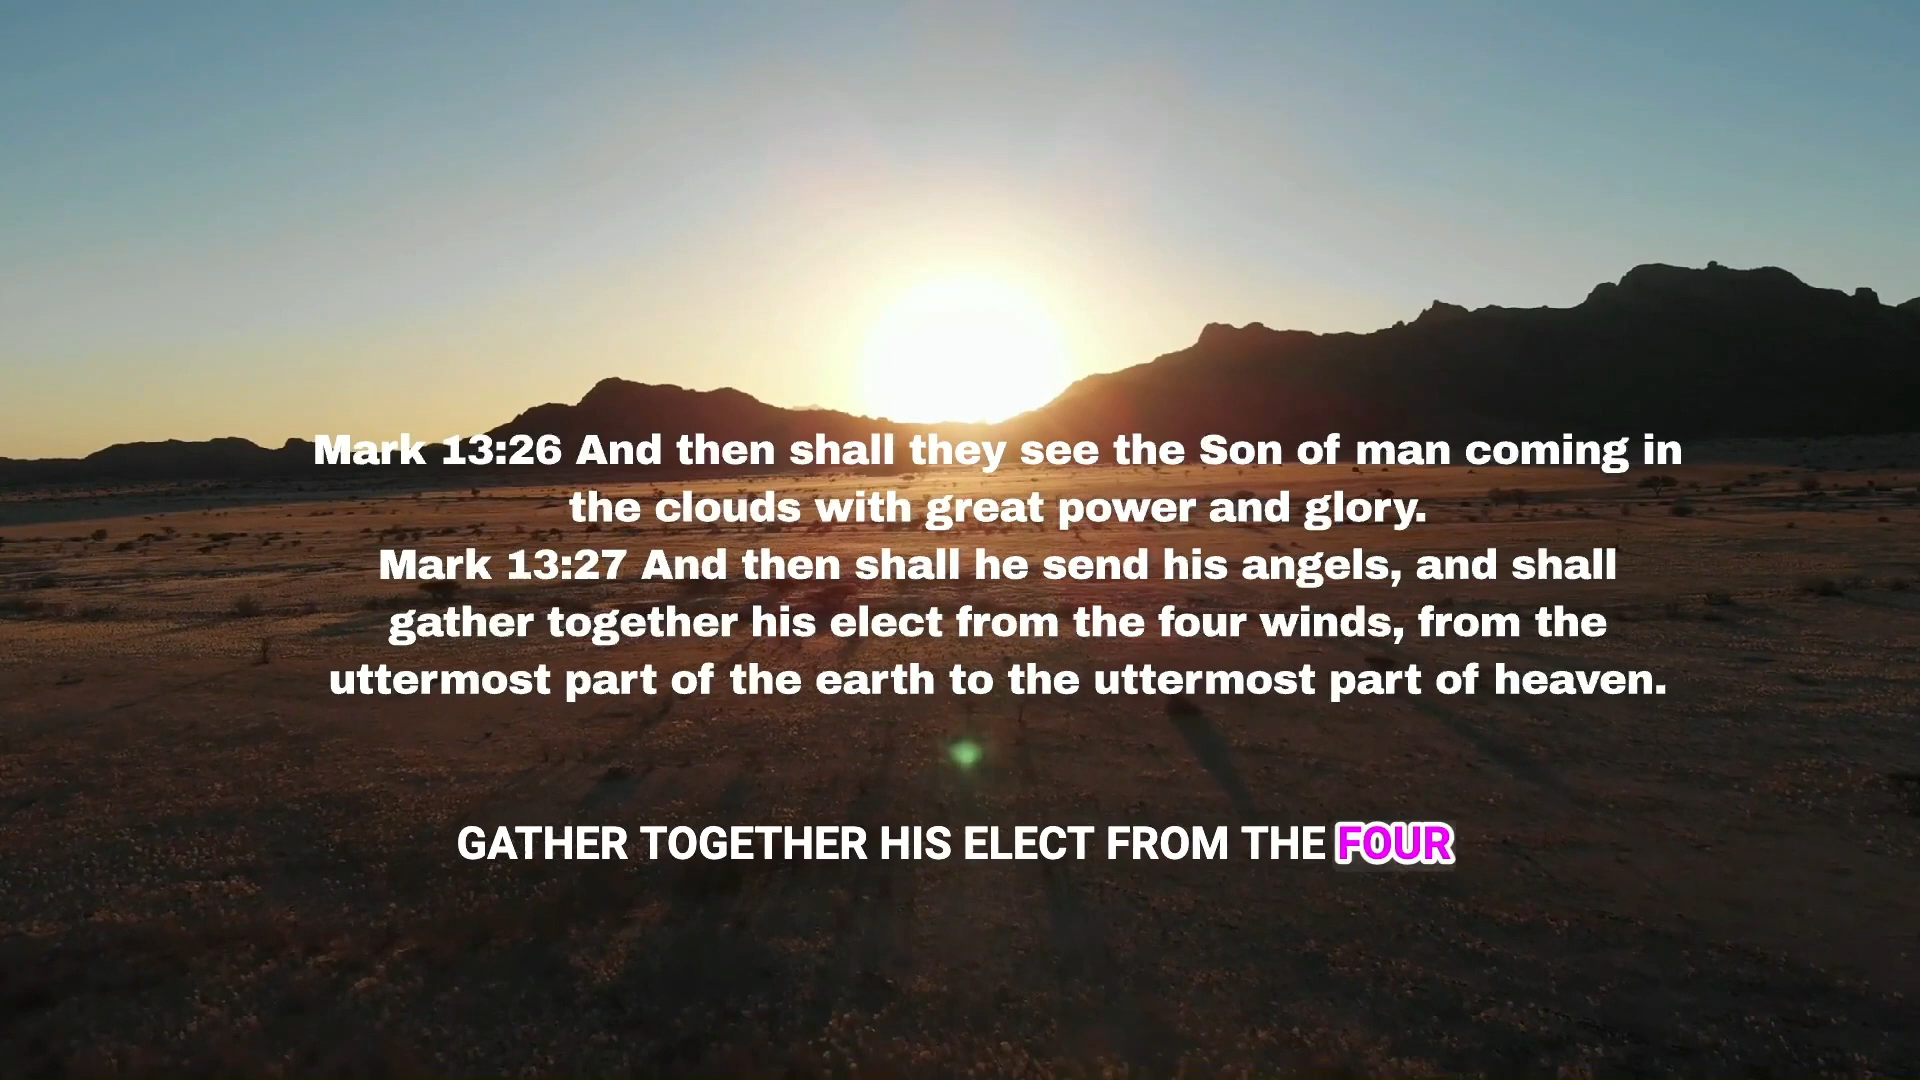 Mark 13:26 And then shall they see the Son of man coming in
the clouds with great power and glory.
Mark 13:27 And then shall he send his angels, and shall
gather together his elect from the four winds, from the
uttermost part of the earth to the uttermost part of heaven.
GATHER TOGETHER HIS ELECT FROM THE FOUR